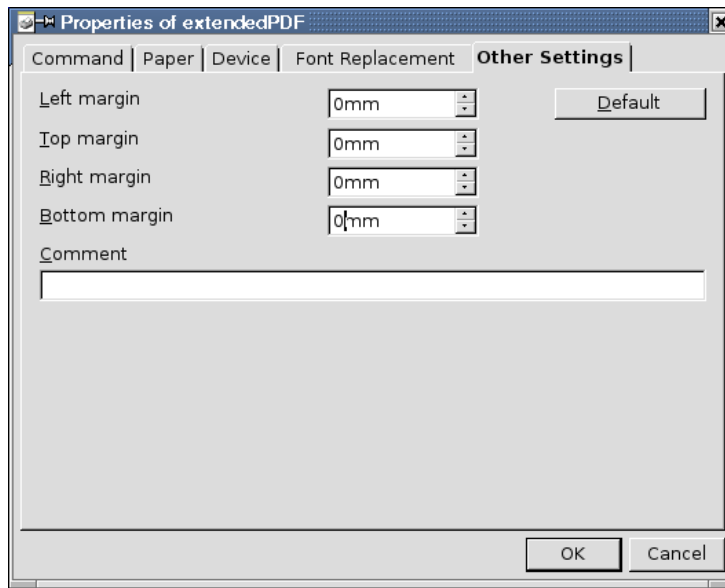 Properties of extendedPDF
Command Paper Device Font Replacement Other Settings
Left margin 0mm Default
Top margin 0mm
Right margin 0mm
Bottom margin 0mm
Comment
OK Cancel